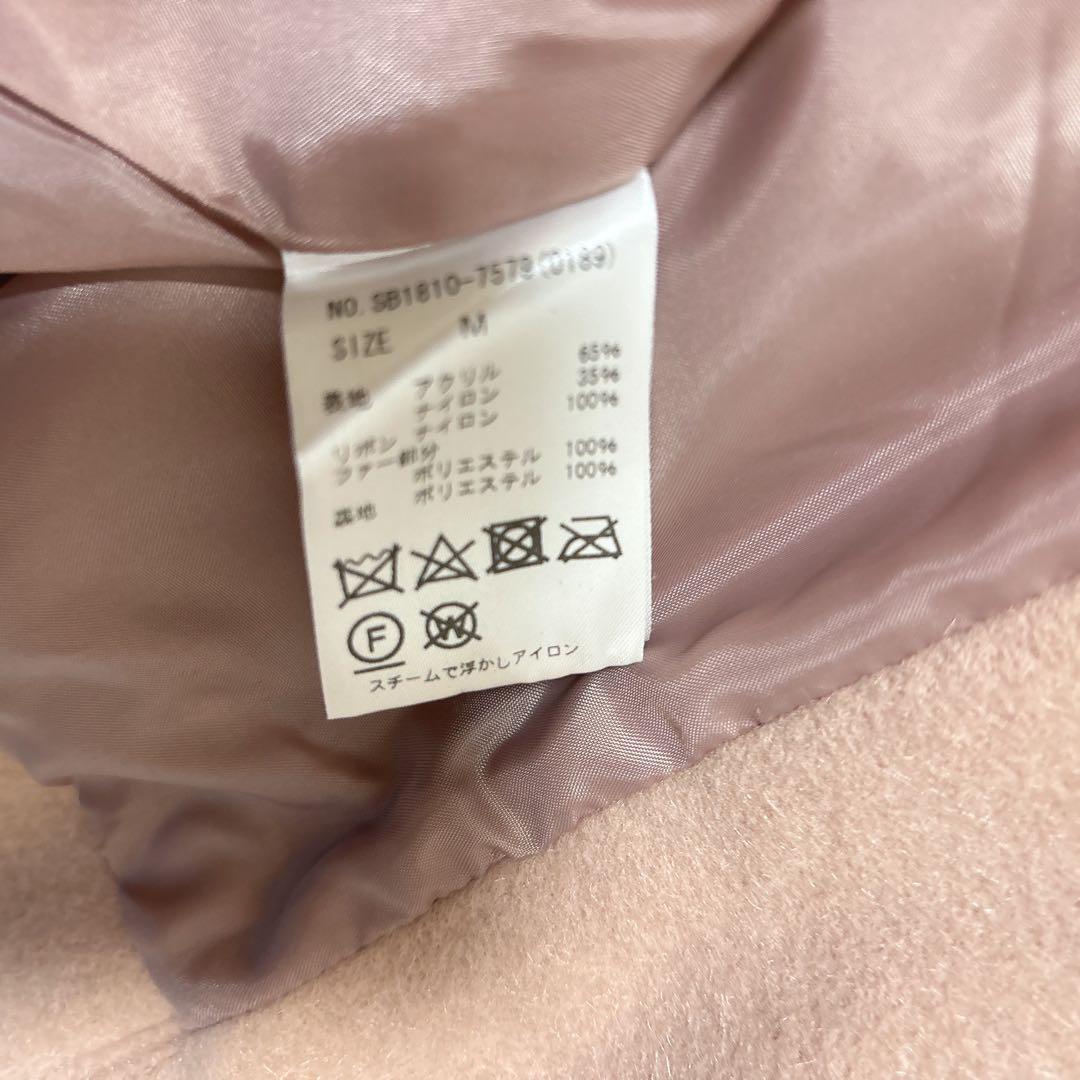 NO. SB1810-7578(0189)
SIZE M
表地 アクリル 65%
ナイロン 35%
リボン ナイロン 100%
ファー部分
ポリエステル 100%
裏地 ポリエステル 100%
F
W
スチームで浮かしアイロン